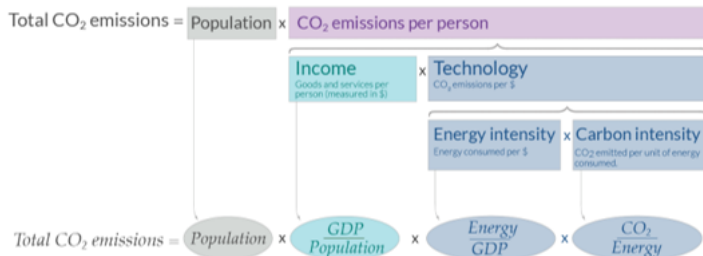 Total CO₂ emissions = Population x CO₂ emissions per person
Income x Technology
Goods and services per person (measured in $)
CO₂ emissions per $
Energy intensity x Carbon intensity
Energy consumed per $
CO2 emitted per unit of energy consumed.
Total CO₂ emissions = Population x GDP/Population x Energy/GDP x CO₂/Energy